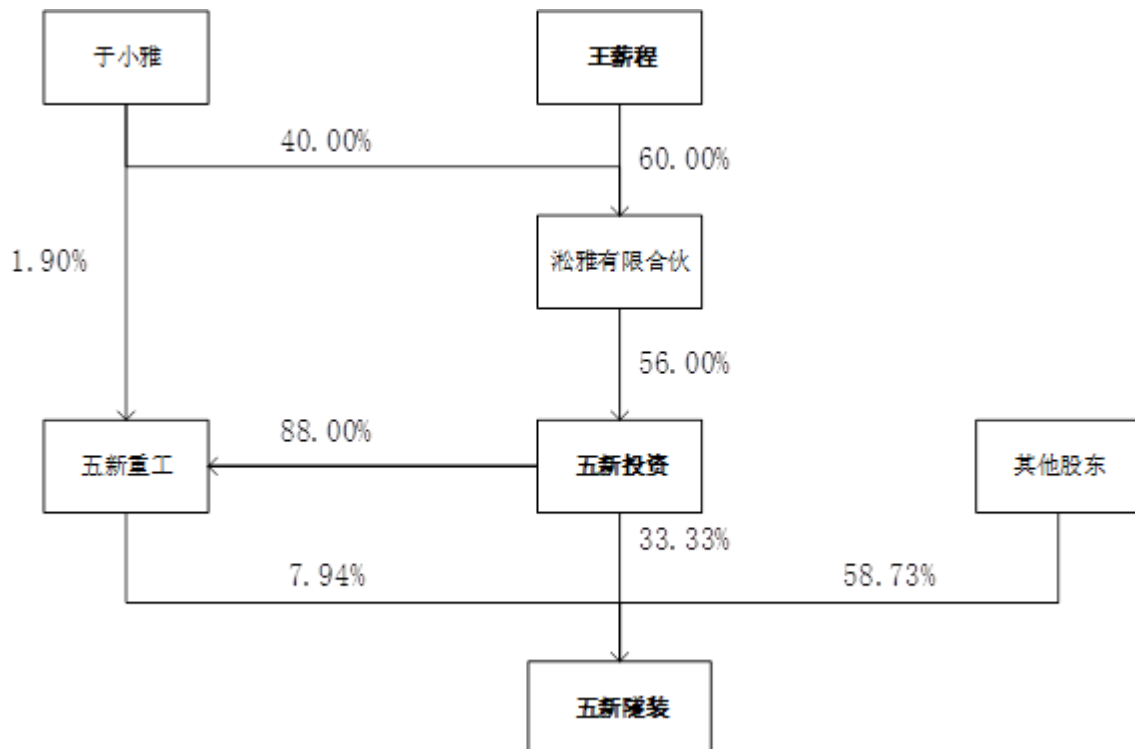 于小雅
王薪程
40.00%
60.00%
1.90%
淞雅有限合伙
56.00%
88.00%
五新重工
五新投资
其他股东
33.33%
7.94%
58.73%
五新隧装